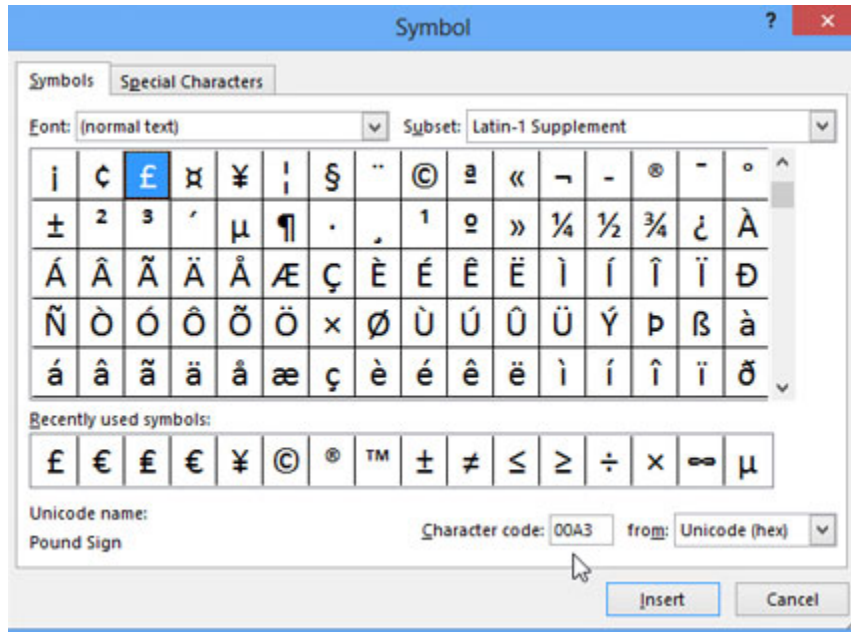 Symbol ? ×
Symbols Special Characters
Font: (normal text) Subset: Latin-1 Supplement
¡ ¢ £ ¤ ¥ ¦ § ¨ © ª « ¬ - ® ¯ °
± ² ³ ´ µ ¶ · ¸ ¹ º » ¼ ½ ¾ ¿ À
Á Â Ã Ä Å Æ Ç È É Ê Ë Ì Í Î Ï Ð
Ñ Ò Ó Ô Õ Ö × Ø Ù Ú Û Ü Ý Þ ß à
á â ã ä å æ ç è é ê ë ì í î ï ð
Recently used symbols:
£ € ₤ € ¥ © ® ™ ± ≠ ≤ ≥ ÷ × ∞ µ
Unicode name:
Pound Sign
Character code: 00A3 from: Unicode (hex)
Insert Cancel